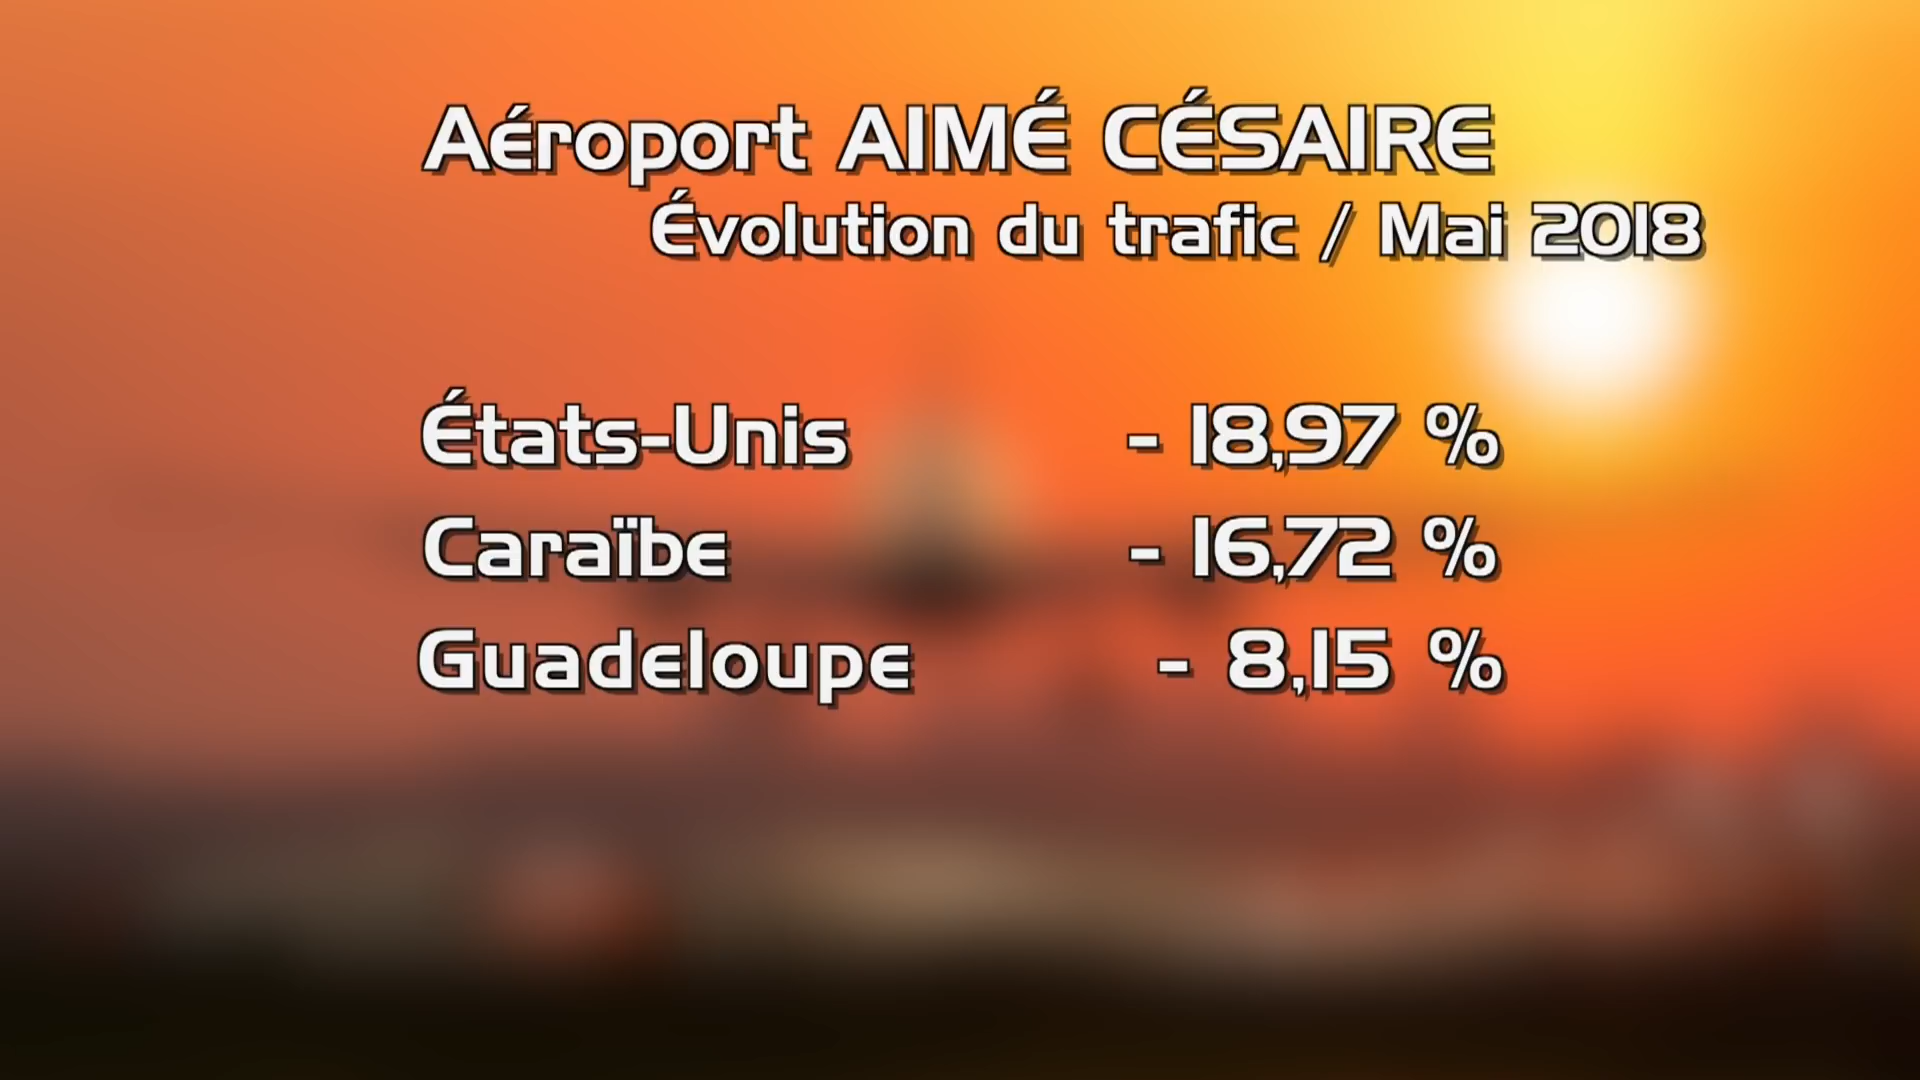 Aéroport AIMÉ CÉSAIRE
Évolution du trafic / Mai 2018
États-Unis - 18,97 %
Caraïbe - 16,72 %
Guadeloupe - 8,15 %